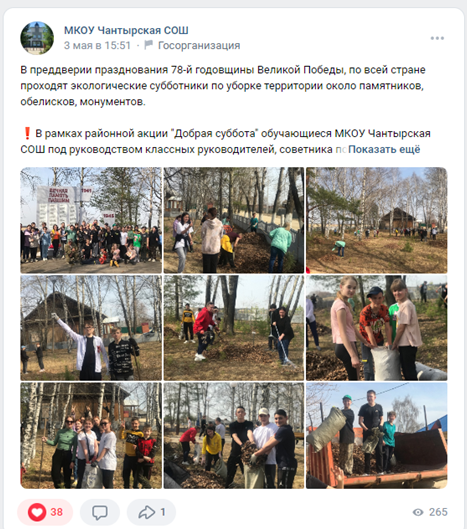 МКОУ Чантырская СОШ
3 мая в 15:51 · Госорганизация
В преддверии празднования 78-й годовщины Великой Победы, по всей стране
проходят экологические субботники по уборке территории около памятников,
обелисков, монументов.
❗ В рамках районной акции "Добрая суббота" обучающиеся МКОУ Чантырская
СОШ под руководством классных руководителей, советника Показать ещё
ВЕЧНАЯ
ПАМЯТЬ
ПАВШИМ
1941
1945
38
1
265